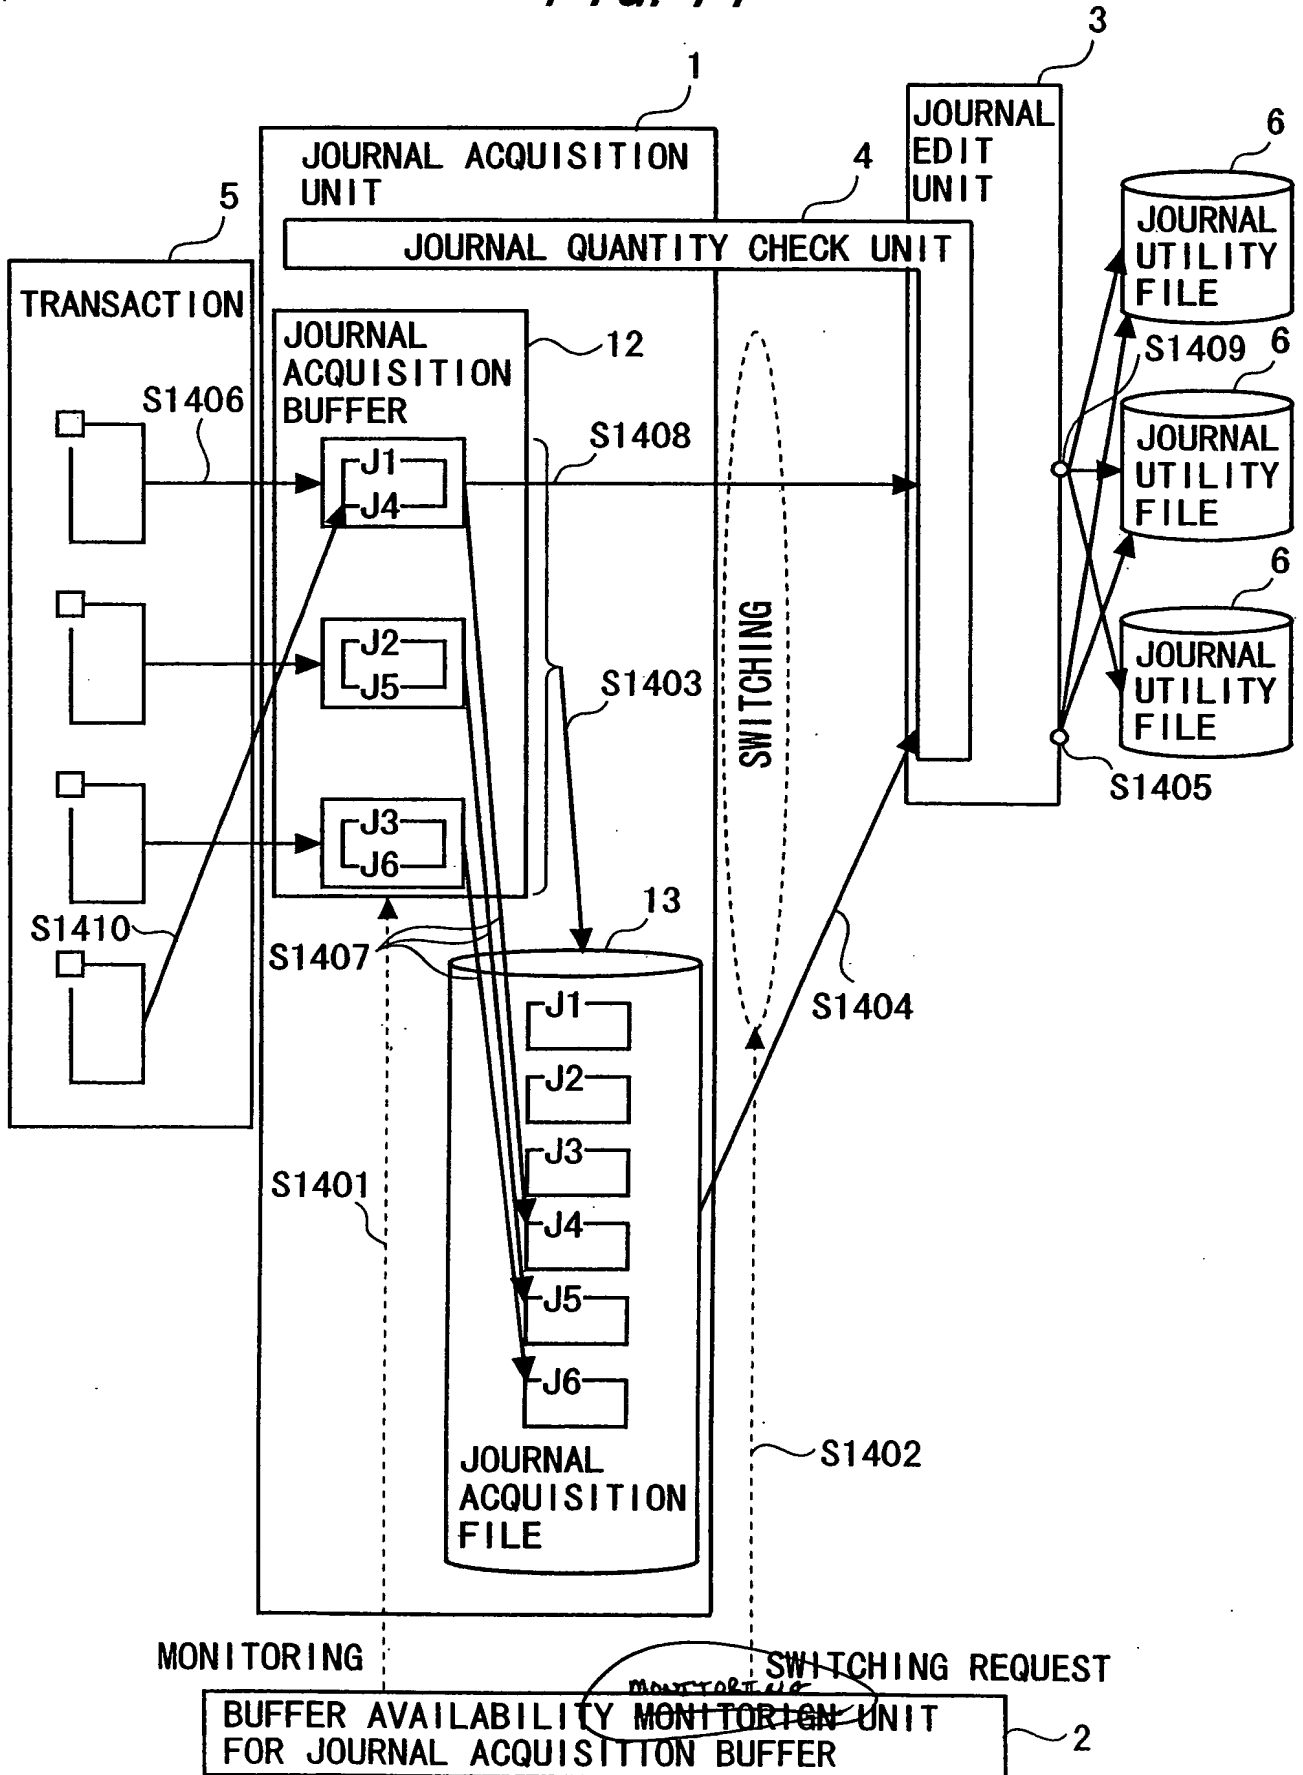 3
1
JOURNAL
EDIT
UNIT
6
JOURNAL ACQUISITION
UNIT
4
5
JOURNAL
UTILITY
FILE
JOURNAL QUANTITY CHECK UNIT
TRANSACTION
JOURNAL
ACQUISITION
BUFFER
12
S1409
6
S1406
S1408
JOURNAL
UTILITY
FILE
J1
J4
SWITCHING
6
J2
J5
S1403
JOURNAL
UTILITY
FILE
S1405
J3
J6
S1410
S1407
13
S1404
J1
J2
J3
S1401
J4
J5
J6
S1402
JOURNAL
ACQUISITION
FILE
MONITORING
SWITCHING REQUEST
MONITORING
BUFFER AVAILABILITY MONITORIGN UNIT
FOR JOURNAL ACQUISITION BUFFER
2